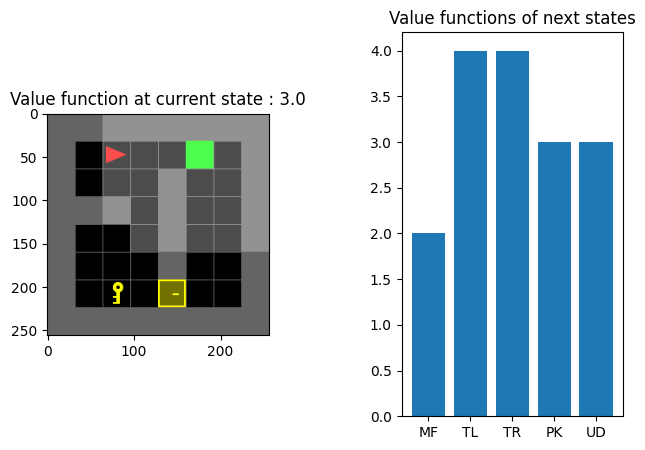 Value function at current state : 3.0
0
50
100
150
200
250
0
100
200
Value functions of next states
4.0
3.5
3.0
2.5
2.0
1.5
1.0
0.5
0.0
MF
TL
TR
PK
UD